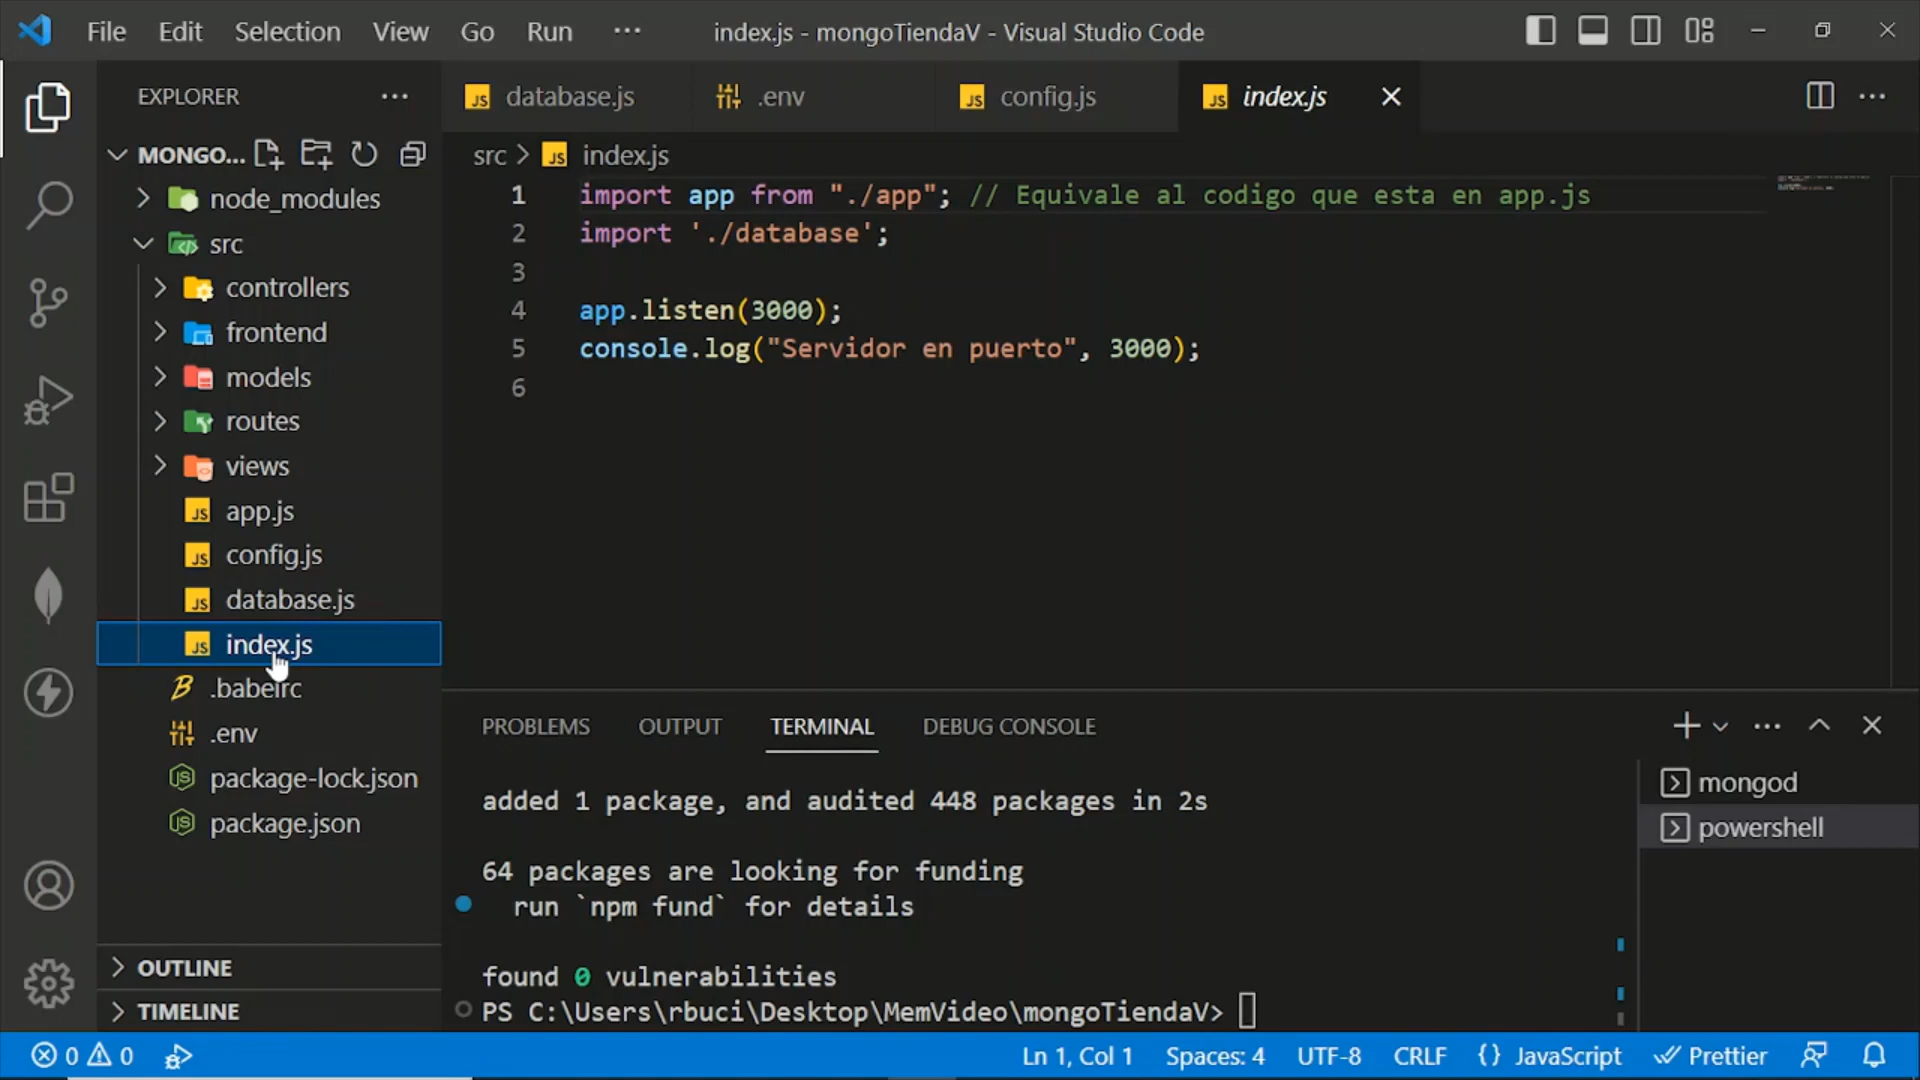 File Edit Selection View Go Run ··· index.js - mongoTiendaV - Visual Studio Code
EXPLORER ···
MONGO...
node_modules
src
controllers
frontend
models
routes
views
app.js
config.js
database.js
index.js
.babelrc
.env
package-lock.json
package.json
OUTLINE
TIMELINE
database.js .env config.js index.js
src > index.js
1 import app from "./app"; // Equivale al codigo que esta en app.js
2 import './database';
3
4 app.listen(3000);
5 console.log("Servidor en puerto", 3000);
6
PROBLEMS OUTPUT TERMINAL DEBUG CONSOLE
added 1 package, and audited 448 packages in 2s
64 packages are looking for funding
run `npm fund` for details
found 0 vulnerabilities
PS C:\Users\rbuci\Desktop\MemVideo\mongoTiendaV>
mongod
powershell
0 0 Ln 1, Col 1 Spaces: 4 UTF-8 CRLF {} JavaScript Prettier